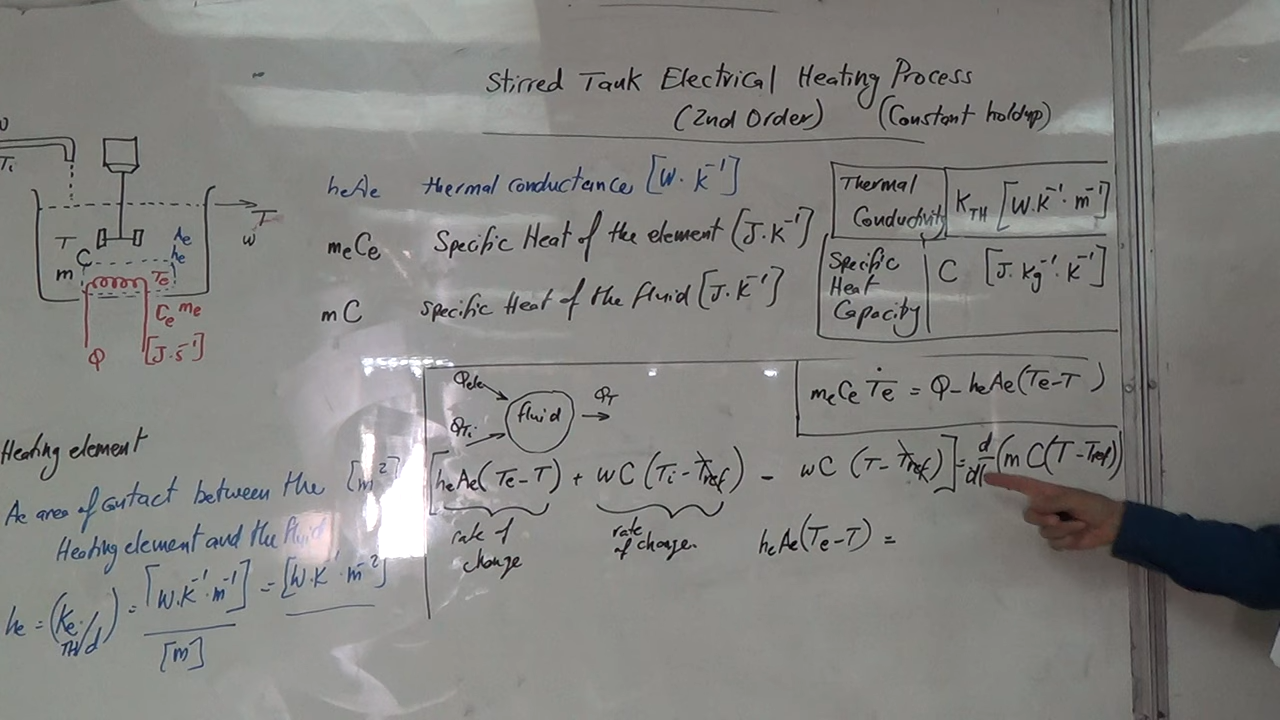 Stirred Tank Electrical Heating Process
(2nd Order) (Constant holdup)
Ti
T
w
T
C
m
Ae
he
Te
Ce me
Q
[J.s⁻¹]
heAe thermal conductance [W.K⁻¹]
meCe Specific Heat of the element [J.K⁻¹]
mC specific Heat of the fluid [J.K⁻¹]
Thermal Conductivity K_TH [W.K⁻¹.m⁻¹]
Specific Heat Capacity C [J.Kg⁻¹.K⁻¹]
Heating element
Ae area of contact between the [m²]
Heating element and the fluid
he = (Ke_TH/d) = [W.K⁻¹.m⁻¹]/[m] = [W.K⁻¹.m⁻²]
Qele
fluid
QT
QTi
meCe Ṫe = Q - heAe(Te-T)
[heAe(Te-T) + wC(Ti-Tref) - wC(T-Tref)] = d/dt(mC(T-Tref))
rate of change
rate of change
heAe(Te-T) =